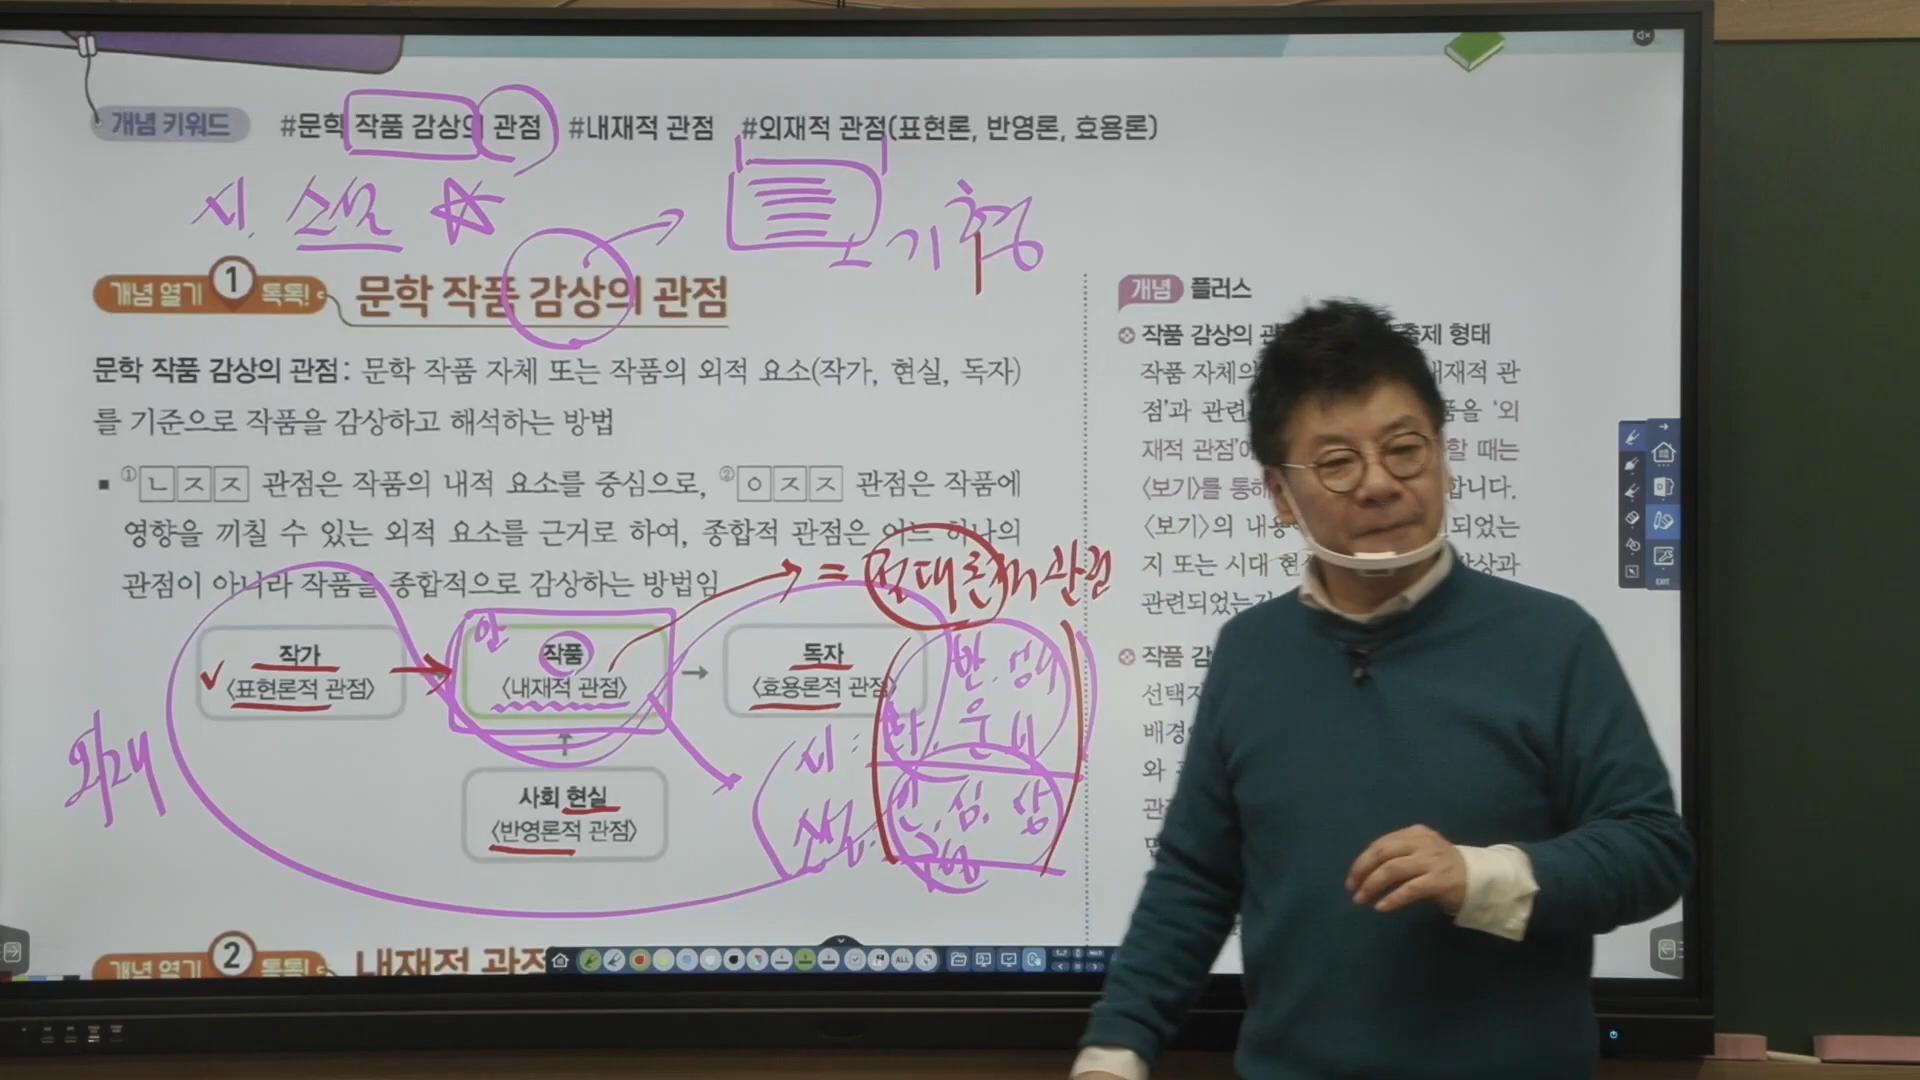 개념 키워드 #문학 작품 감상의 관점 #내재적 관점 #외재적 관점(표현론, 반영론, 효용론)
시. 소설
기출
개념 열기 1 톡톡! 문학 작품 감상의 관점
문학 작품 감상의 관점: 문학 작품 자체 또는 작품의 외적 요소(작가, 현실, 독자)
를 기준으로 작품을 감상하고 해석하는 방법
■ ①ㄴㅈㅈ 관점은 작품의 내적 요소를 중심으로, ②ㅇㅈㅈ 관점은 작품에
영향을 끼칠 수 있는 외적 요소를 근거로 하여, 종합적 관점은 어느 하나의
관점이 아니라 작품을 종합적으로 감상하는 방법임
= 절대론적 관점
작가
〈표현론적 관점〉
안
작품
〈내재적 관점〉
독자
〈효용론적 관점〉
사회 현실
〈반영론적 관점〉
외재
시:
소설:
개념 열기 2 톡톡! 내재적 관점
개념 플러스
작품 감상의 관 출제 형태
작품 자체의 내재적 관
점'과 관련 품을 '외
재적 관점'에 할 때는
〈보기〉를 통해 합니다.
〈보기〉의 내용 되었는
지 또는 시대 현실 상과
관련되었는지
작품 감
선택지
배경
와
관
ALL
EXIT